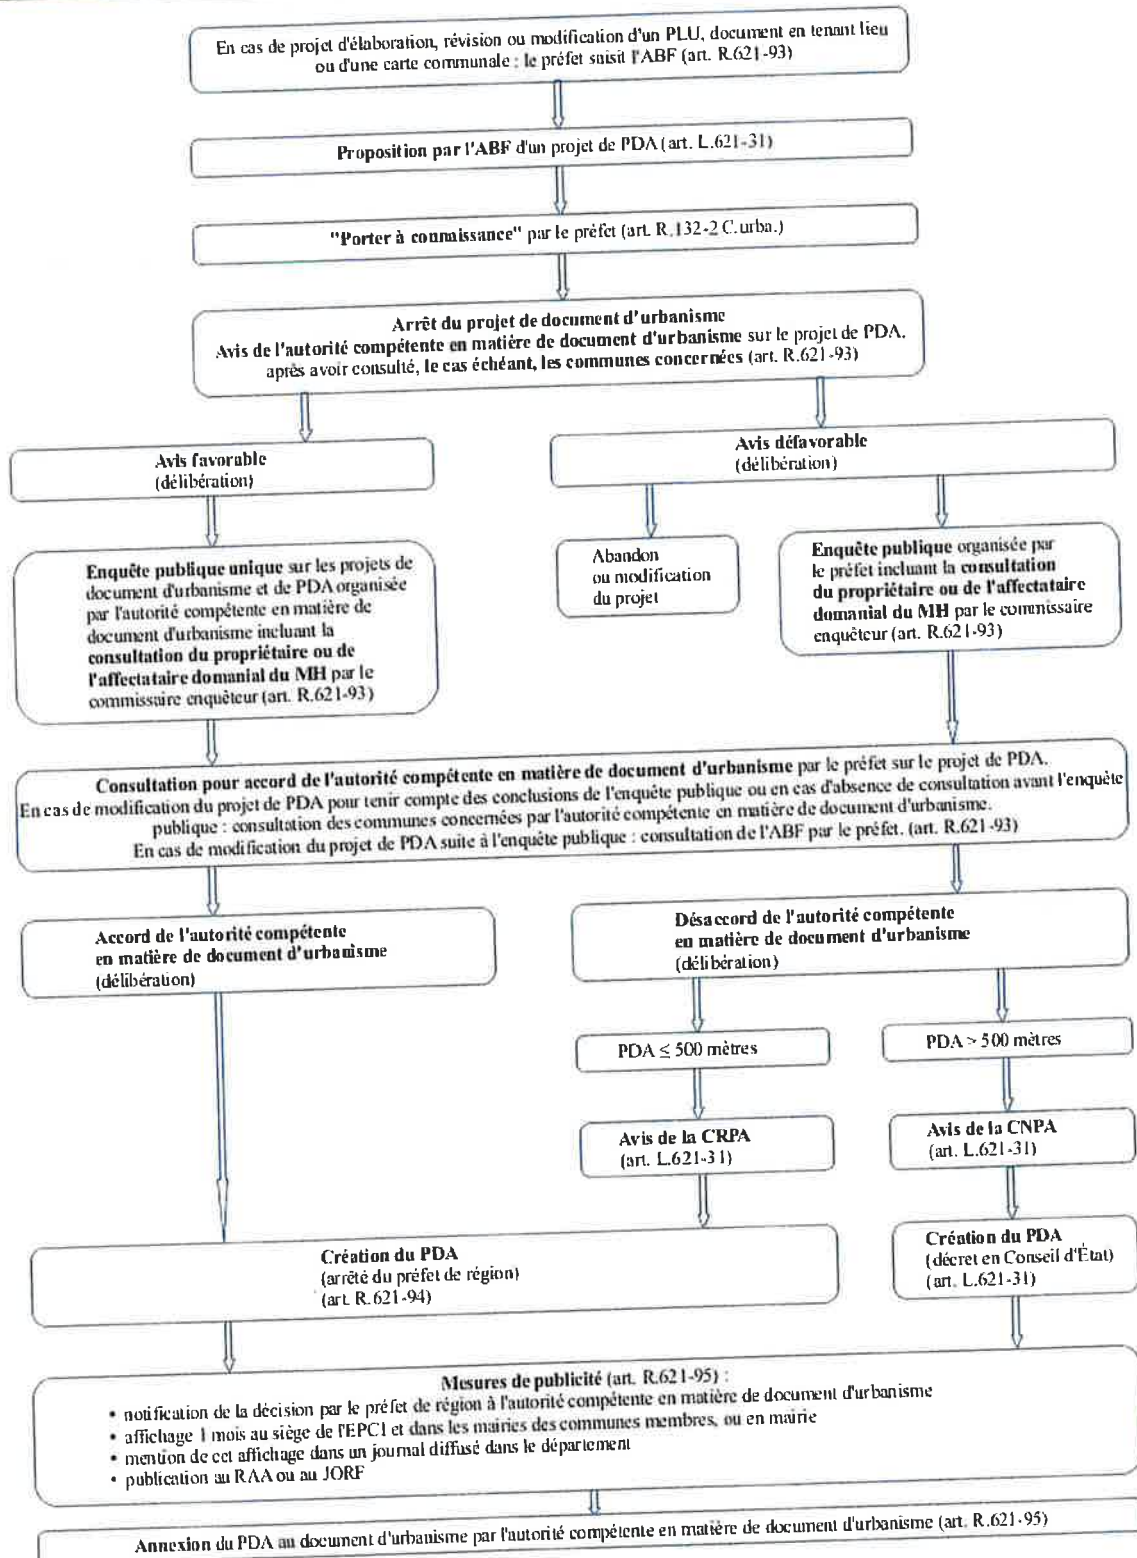 En cas de projet d'élaboration, révision ou modification d'un PLU, document en tenant lieu
ou d'une carte communale : le préfet saisit l'ABF (art. R.621-93)
Proposition par l'ABF d'un projet de PDA (art. L.621-31)
"Porter à connaissance" par le préfet (art. R.132-2 C.urba.)
Arrêt du projet de document d'urbanisme
Avis de l'autorité compétente en matière de document d'urbanisme sur le projet de PDA.
après avoir consulté, le cas échéant, les communes concernées (art. R.621-93)
Avis favorable
(délibération)
Avis défavorable
(délibération)
Enquête publique unique sur les projets de
document d'urbanisme et de PDA organisée
par l'autorité compétente en matière de
document d'urbanisme incluant la
consultation du propriétaire ou de
l'affectataire domanial du MH par le
commissaire enquêteur (art. R.621-93)
Abandon
ou modification
du projet
Enquête publique organisée par
le préfet incluant la consultation
du propriétaire ou de l'affectataire
domanial du MH par le commissaire
enquêteur (art. R.621-93)
Consultation pour accord de l'autorité compétente en matière de document d'urbanisme par le préfet sur le projet de PDA.
En cas de modification du projet de PDA pour tenir compte des conclusions de l'enquête publique ou en cas d'absence de consultation avant l'enquête
publique : consultation des communes concernées par l'autorité compétente en matière de document d'urbanisme.
En cas de modification du projet de PDA suite à l'enquête publique : consultation de l'ABF par le préfet. (art. R.621-93)
Accord de l'autorité compétente
en matière de document d'urbanisme
(délibération)
Désaccord de l'autorité compétente
en matière de document d'urbanisme
(délibération)
PDA ≤ 500 mètres
PDA > 500 mètres
Avis de la CRPA
(art. L.621-31)
Avis de la CNPA
(art. L.621-31)
Création du PDA
(arrêté du préfet de région)
(art. R.621-94)
Création du PDA
(décret en Conseil d'État)
(art. L.621-31)
Mesures de publicité (art. R.621-95) :
• notification de la décision par le préfet de région à l'autorité compétente en matière de document d'urbanisme
• affichage 1 mois au siège de l'EPCI et dans les mairies des communes membres, ou en mairie
• mention de cet affichage dans un journal diffusé dans le département
• publication au RAA ou au JORF
Annexion du PDA au document d'urbanisme par l'autorité compétente en matière de document d'urbanisme (art. R.621-95)